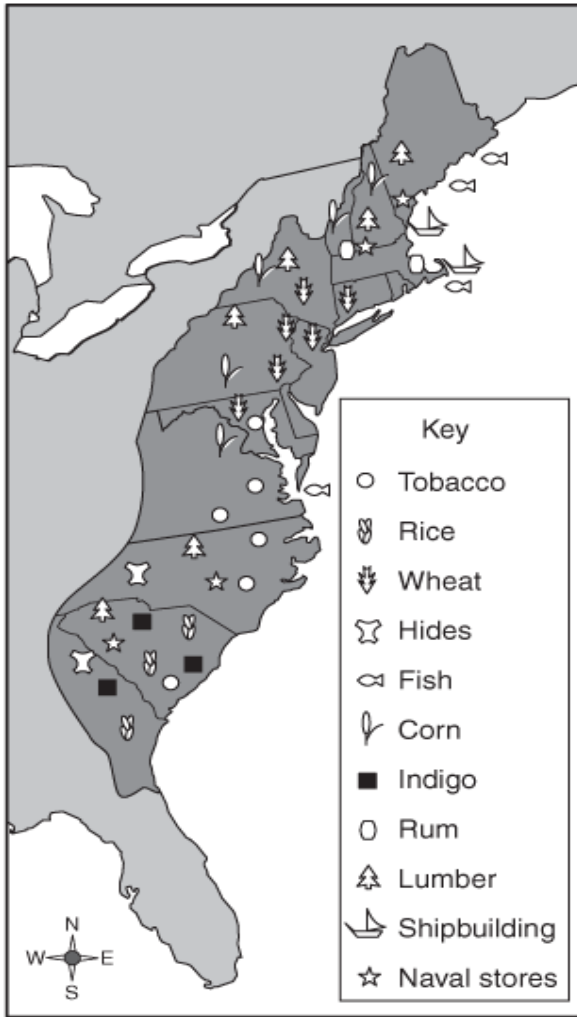 Key
Tobacco
Rice
Wheat
Hides
Fish
Corn
Indigo
Rum
Lumber
Shipbuilding
Naval stores
N
W E
S